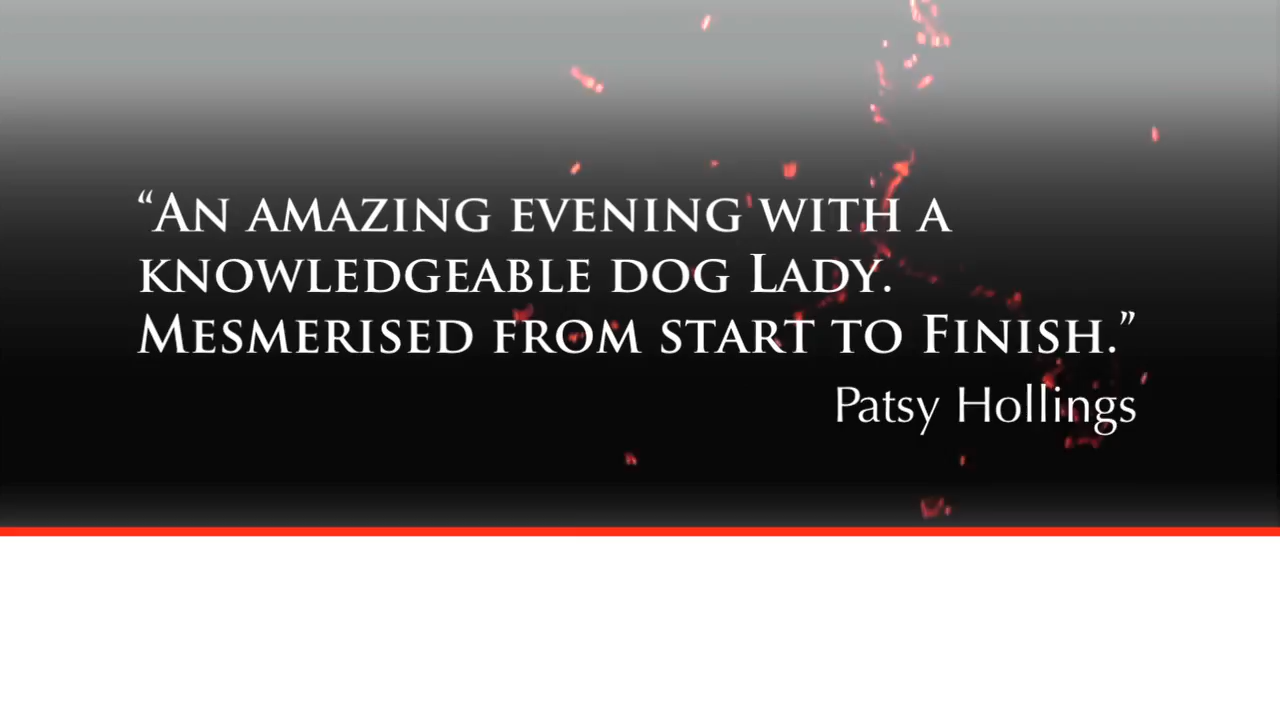 “An amazing evening with a
knowledgeable dog Lady.
Mesmerised from start to Finish.”
Patsy Hollings